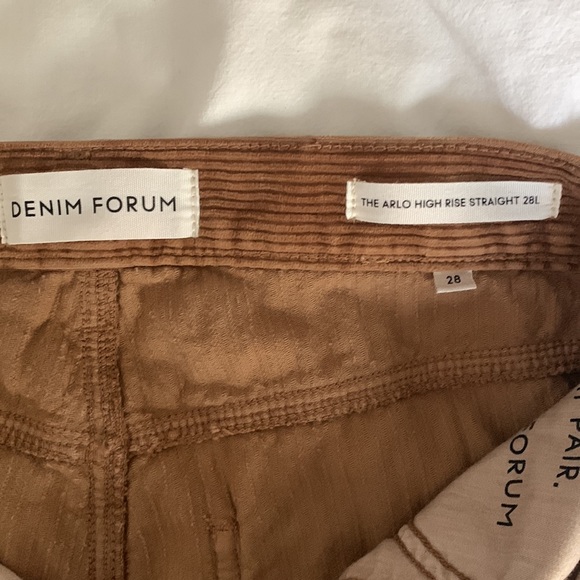 DENIM FORUM
THE ARLO HIGH RISE STRAIGHT 28L
28
PAIR.
FORUM